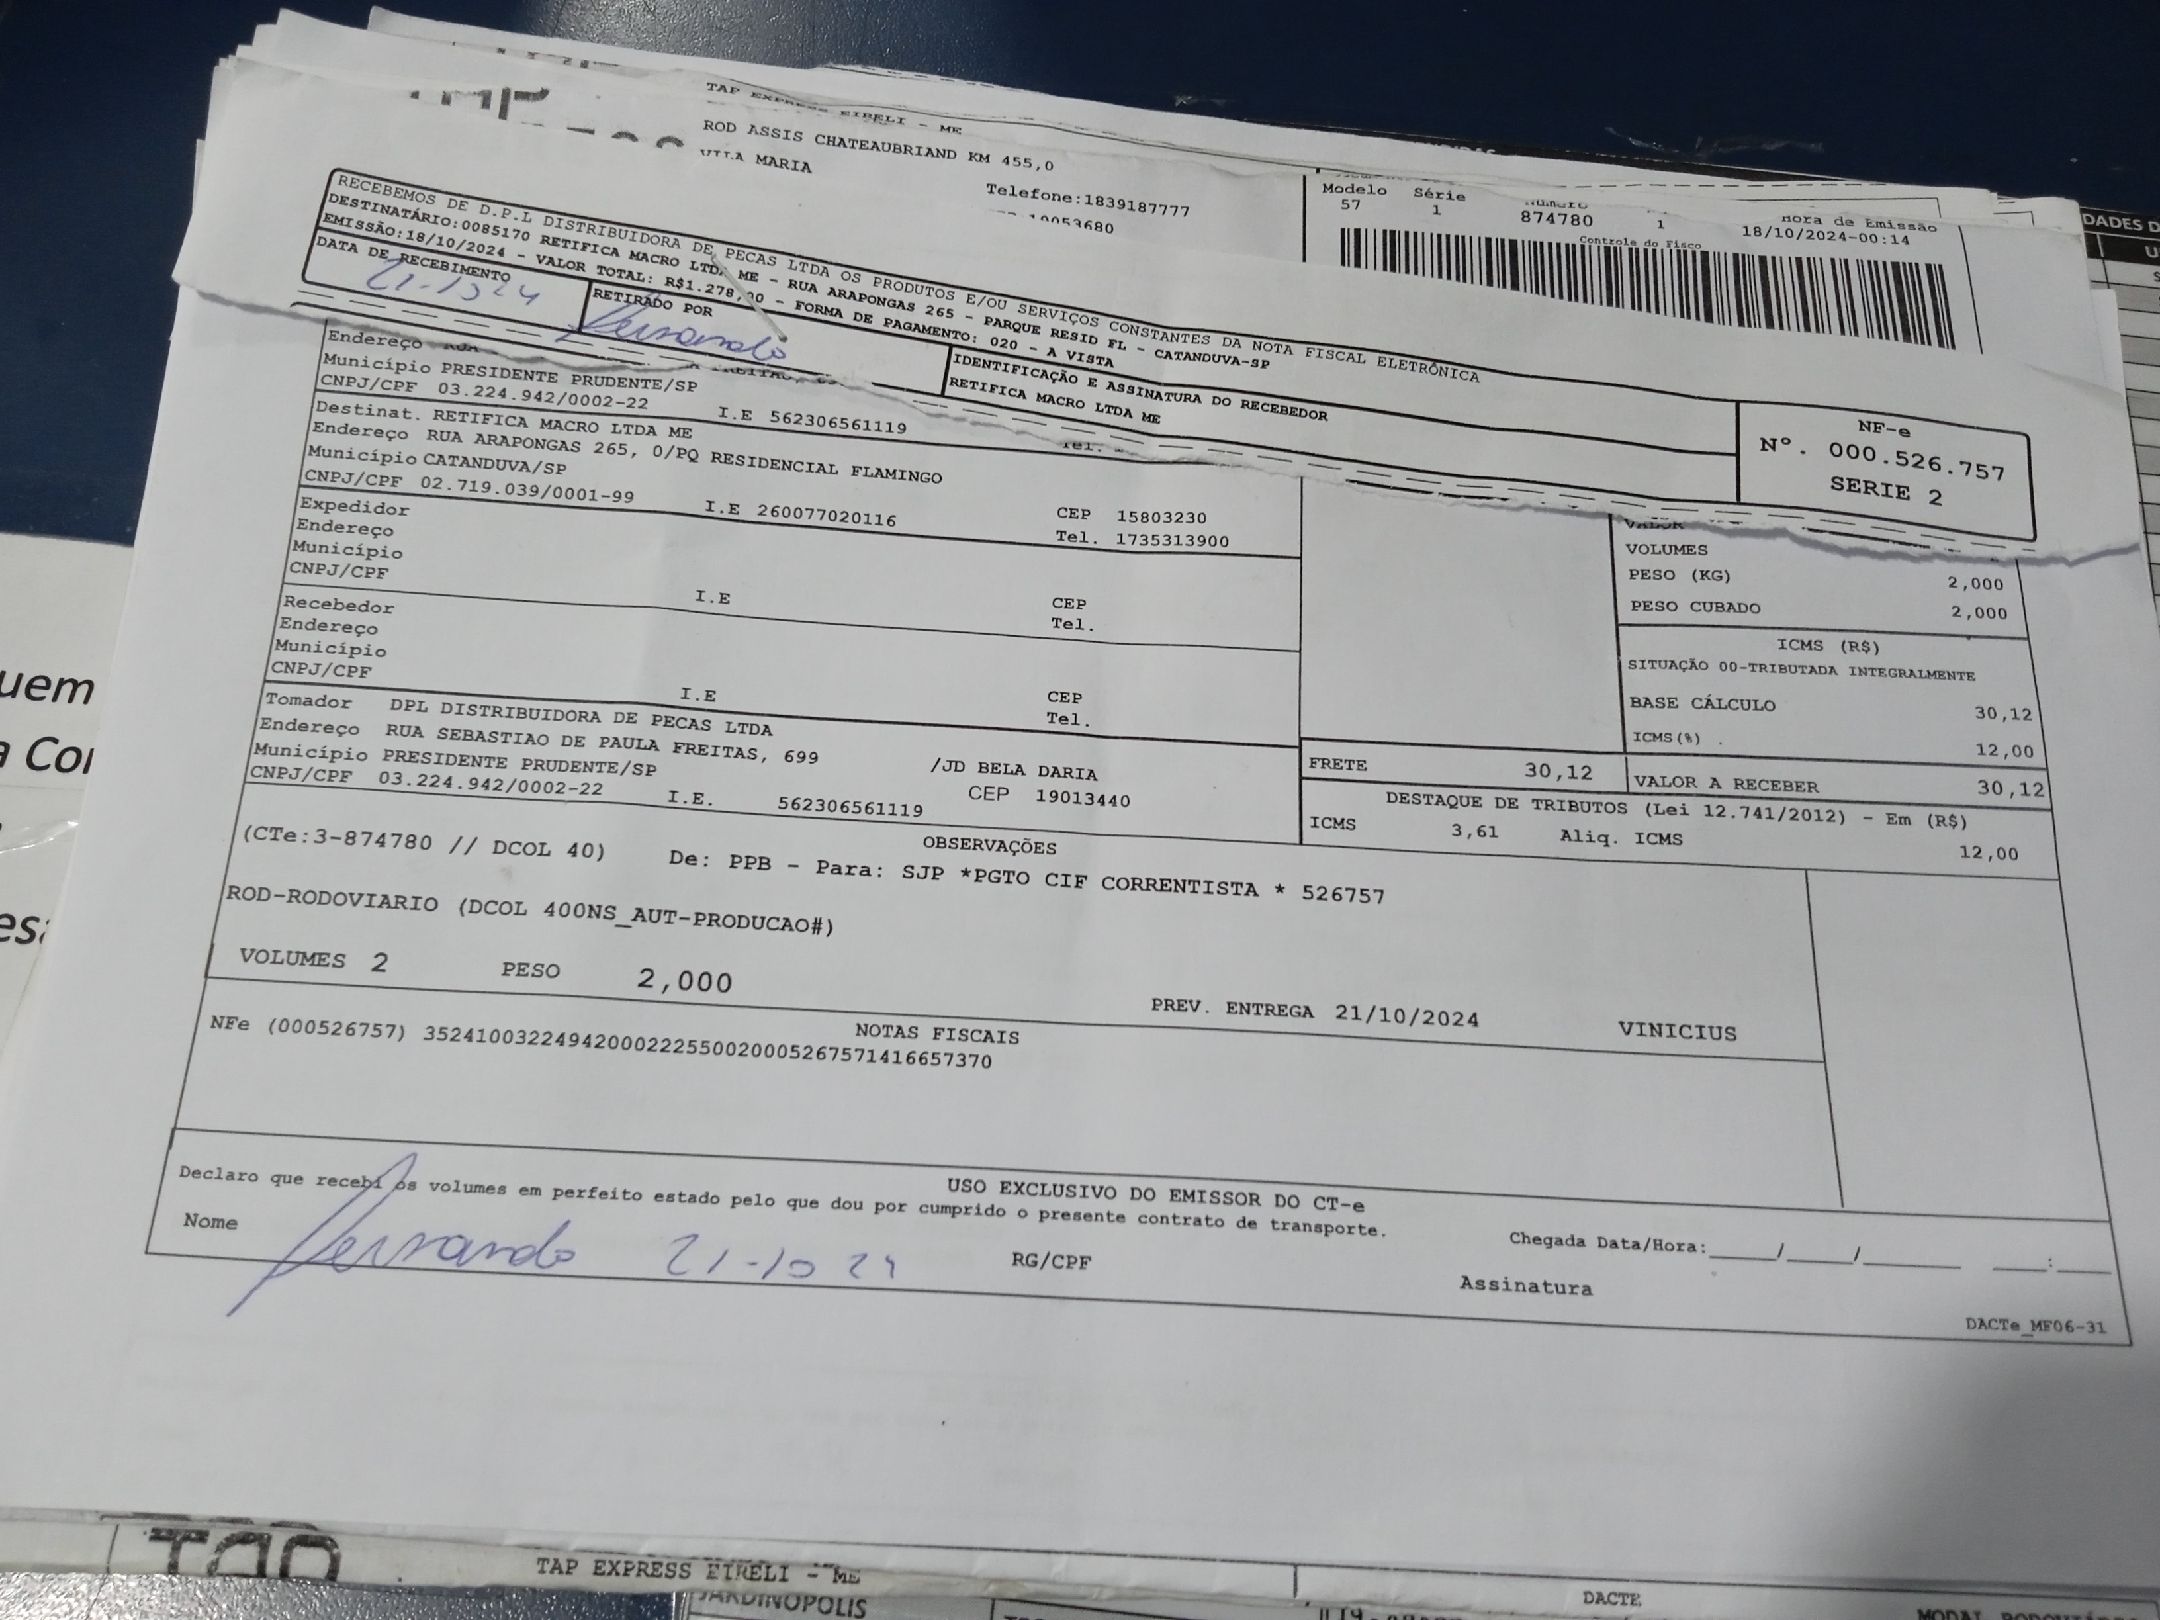 TAP EXPRESS EIRELI - ME
ROD ASSIS CHATEAUBRIAND KM 455,0
VILA MARIA
Telefone:1839187777
Modelo Série
57 1 874780 1
Hora de Emissão
18/10/2024-00:14
Controle do Fisco
RECEBEMOS DE D.P.L DISTRIBUIDORA DE PECAS LTDA OS PRODUTOS E/OU SERVIÇOS CONSTANTES DA NOTA FISCAL ELETRÔNICA
DESTINATÁRIO:0085170 RETIFICA MACRO LTDA ME - RUA ARAPONGAS 265 - PARQUE RESID FL - CATANDUVA-SP
EMISSÃO:18/10/2024 - VALOR TOTAL: R$1.278,00 - FORMA DE PAGAMENTO: 020 - A VISTA
DATA DE RECEBIMENTO
21-10 24
RETIRADO POR
Fernando
IDENTIFICAÇÃO E ASSINATURA DO RECEBEDOR
RETIFICA MACRO LTDA ME
NF-e
Nº. 000.526.757
SERIE 2
Endereço RUA
Município PRESIDENTE PRUDENTE/SP
CNPJ/CPF 03.224.942/0002-22 I.E 562306561119
Tel.
Destinat. RETIFICA MACRO LTDA ME
Endereço RUA ARAPONGAS 265, 0/PQ RESIDENCIAL FLAMINGO
Município CATANDUVA/SP CEP 15803230
CNPJ/CPF 02.719.039/0001-99 I.E 260077020116 Tel. 1735313900
Expedidor
Endereço
Município CEP
CNPJ/CPF I.E Tel.
Recebedor
Endereço
Município CEP
CNPJ/CPF I.E Tel.
Tomador DPL DISTRIBUIDORA DE PECAS LTDA
Endereço RUA SEBASTIAO DE PAULA FREITAS, 699 /JD BELA DARIA
Município PRESIDENTE PRUDENTE/SP CEP 19013440
CNPJ/CPF 03.224.942/0002-22 I.E. 562306561119
VALOR
VOLUMES
PESO (KG) 2,000
PESO CUBADO 2,000
ICMS (R$)
SITUAÇÃO 00-TRIBUTADA INTEGRALMENTE
BASE CÁLCULO 30,12
ICMS(%) 12,00
FRETE 30,12 VALOR A RECEBER 30,12
DESTAQUE DE TRIBUTOS (Lei 12.741/2012) - Em (R$)
ICMS 3,61 Aliq. ICMS 12,00
OBSERVAÇÕES
(CTe:3-874780 // DCOL 40) De: PPB - Para: SJP *PGTO CIF CORRENTISTA * 526757
ROD-RODOVIARIO (DCOL 400NS_AUT-PRODUCAO#)
VOLUMES 2 PESO 2,000 PREV. ENTREGA 21/10/2024 VINICIUS
NOTAS FISCAIS
NFe (000526757) 35241003224942000222550020005267571416657370
USO EXCLUSIVO DO EMISSOR DO CT-e
Declaro que recebi os volumes em perfeito estado pelo que dou por cumprido o presente contrato de transporte.
Chegada Data/Hora:_____/_____/_______ ____:____
Nome Fernando 21-10 24 RG/CPF Assinatura
DACTe_MF06-31
TAP EXPRESS EIRELI - ME
DACTE
JARDINOPOLIS
uem
a Cor
esa
DADES D